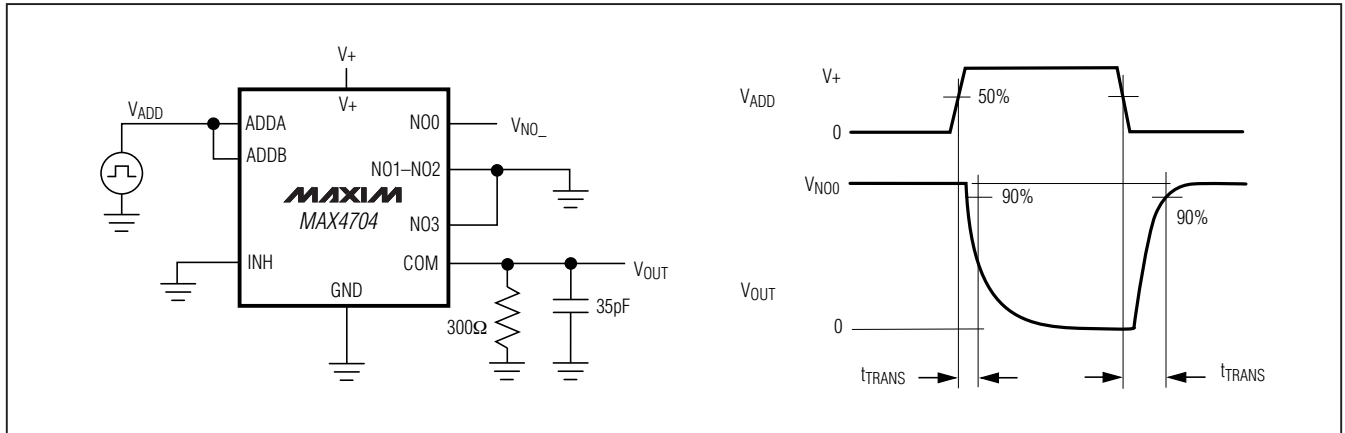 V+
V+
VADD
ADDA
ADDB
NO0
VNO_
NO1–NO2
MAXIM
MAX4704
NO3
INH
COM
VOUT
GND
300Ω
35pF
VADD
V+
50%
0
VNO0
90%
90%
VOUT
0
tTRANS
tTRANS